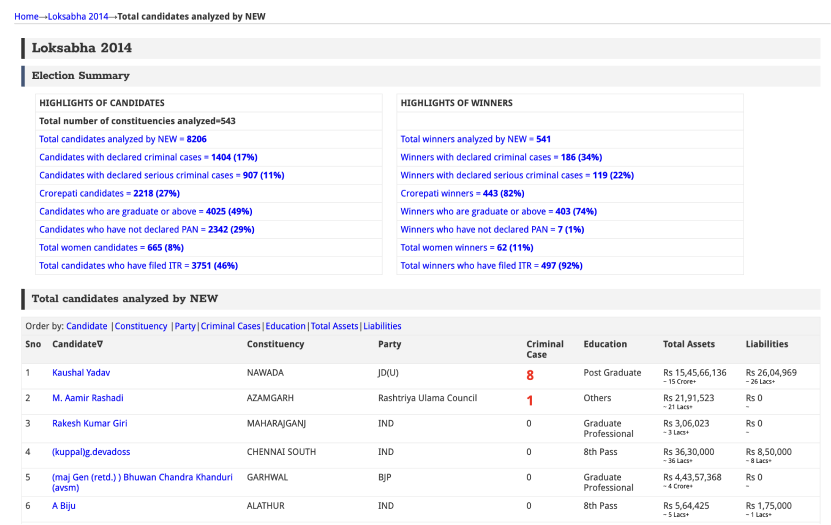 Home→Loksabha 2014→Total candidates analyzed by NEW
Loksabha 2014
Election Summary
HIGHLIGHTS OF CANDIDATES
Total number of constituencies analyzed=543
Total candidates analyzed by NEW = 8206
Candidates with declared criminal cases = 1404 (17%)
Candidates with declared serious criminal cases = 907 (11%)
Crorepati candidates = 2218 (27%)
Candidates who are graduate or above = 4025 (49%)
Candidates who have not declared PAN = 2342 (29%)
Total women candidates = 665 (8%)
Total candidates who have filed ITR = 3751 (46%)
HIGHLIGHTS OF WINNERS
Total winners analyzed by NEW = 541
Winners with declared criminal cases = 186 (34%)
Winners with declared serious criminal cases = 119 (22%)
Crorepati winners = 443 (82%)
Winners who are graduate or above = 403 (74%)
Winners who have not declared PAN = 7 (1%)
Total women winners = 62 (11%)
Total winners who have filed ITR = 497 (92%)
Total candidates analyzed by NEW
Order by: Candidate |Constituency |Party|Criminal Cases|Education|Total Assets|Liabilities
Sno Candidate∇ Constituency Party Criminal Case Education Total Assets Liabilities
1 Kaushal Yadav NAWADA JD(U) 8 Post Graduate Rs 15,45,66,136 Rs 26,04,969
~ 15 Crore+ ~ 26 Lacs+
2 M. Aamir Rashadi AZAMGARH Rashtriya Ulama Council 1 Others Rs 21,91,523 Rs 0
~ 21 Lacs+ ~
3 Rakesh Kumar Giri MAHARAJGANJ IND 0 Graduate Professional Rs 3,06,023 Rs 0
~ 3 Lacs+ ~
4 (kuppal)g.devadoss CHENNAI SOUTH IND 0 8th Pass Rs 36,30,000 Rs 8,50,000
~ 36 Lacs+ ~ 8 Lacs+
5 (maj Gen (retd.) ) Bhuwan Chandra Khanduri (avsm) GARHWAL BJP 0 Graduate Professional Rs 4,43,57,368 Rs 0
~ 4 Crore+ ~
6 A Biju ALATHUR IND 0 8th Pass Rs 5,64,425 Rs 1,75,000
~ 5 Lacs+ ~ 1 Lacs+